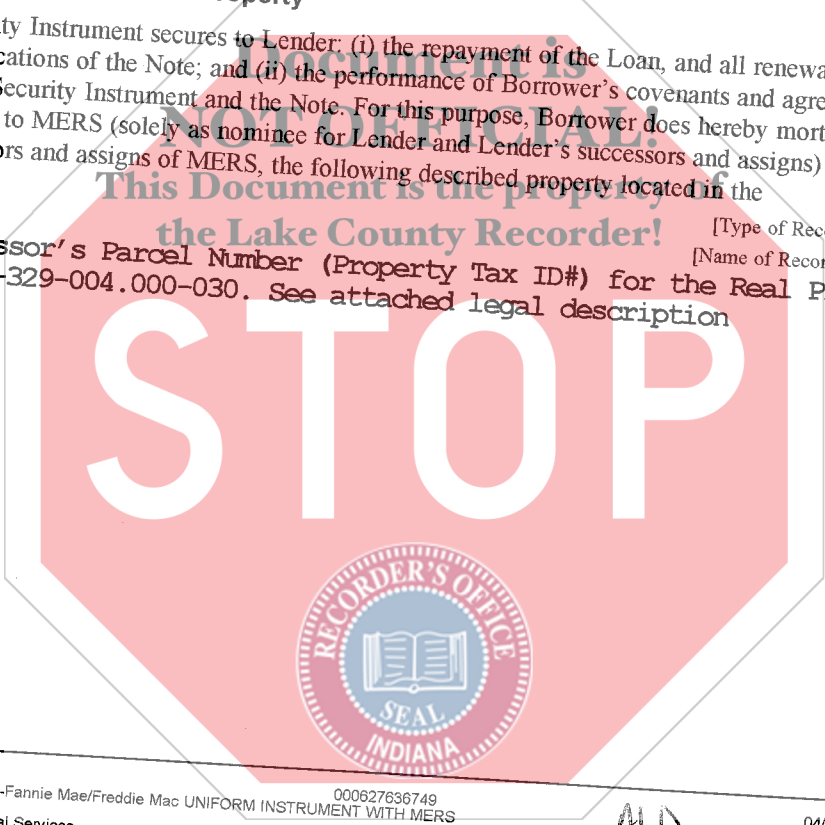 operty
ty Instrument secures to Lender: (i) the repayment of the Loan, and all renewa
cations of the Note; and (ii) the performance of Borrower's covenants and agre
Security Instrument and the Note. For this purpose, Borrower does hereby mort
to MERS (solely as nominee for Lender and Lender's successors and assigns)
ors and assigns of MERS, the following described property located in the
[Type of Rec
[Name of Recor
Document is
NOT OFFICIAL!
This Document is the property of
the Lake County Recorder!
ssor's Parcel Number (Property Tax ID#) for the Real P
-329-004.000-030. See attached legal description
STOP
RECORDER'S OFFICE
SEAL
INDIANA
000627636749
-Fannie Mae/Freddie Mac UNIFORM INSTRUMENT WITH MERS
al Services
04/